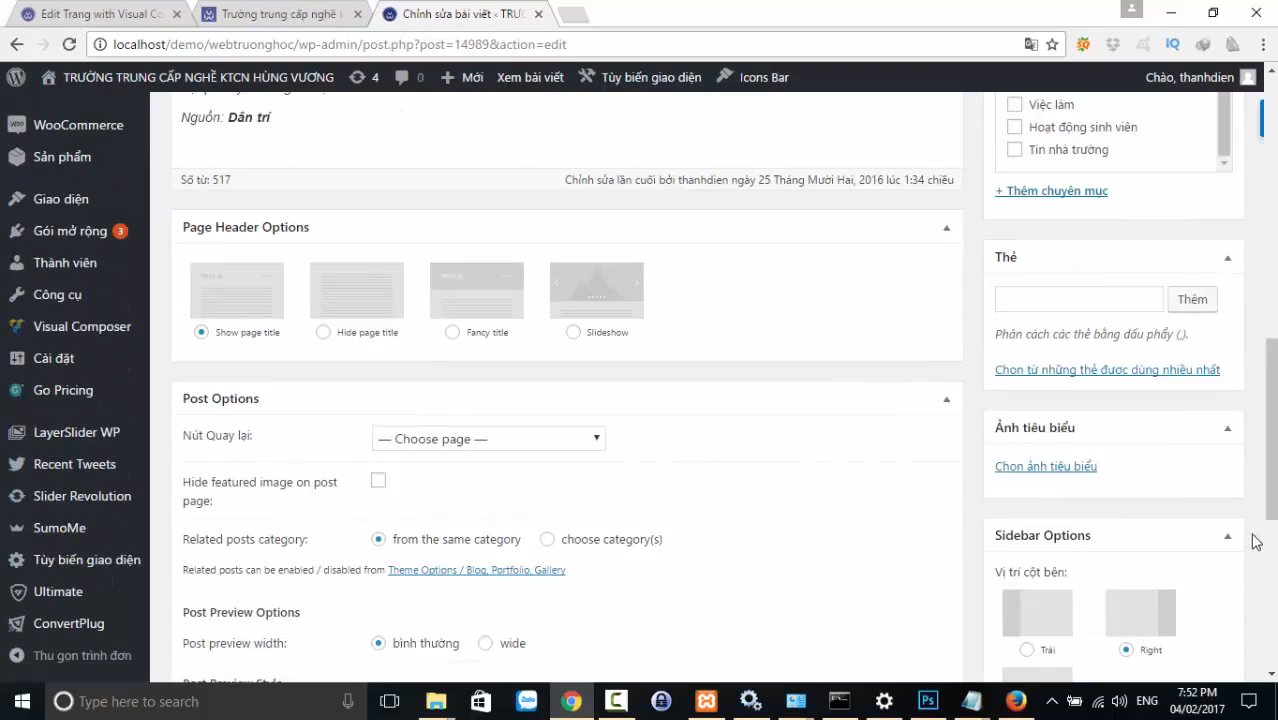 Edit Trang with Visual Co
Trường trung cấp nghề k
Chỉnh sửa bài viết ‹ TRƯ
localhost/demo/webtruonghoc/wp-admin/post.php?post=14989&action=edit
TRƯỜNG TRUNG CẤP NGHỀ KTCN HÙNG VƯƠNG
4
0
Mới
Xem bài viết
Tùy biến giao diện
Icons Bar
Chào, thanhdien
WooCommerce
Sản phẩm
Giao diện
Gói mở rộng 3
Thành viên
Công cụ
Visual Composer
Cài đặt
Go Pricing
LayerSlider WP
Recent Tweets
Slider Revolution
SumoMe
Tùy biến giao diện
Ultimate
ConvertPlug
Thu gọn trình đơn
Nguồn: Dân trí
Số từ: 517
Chỉnh sửa lần cuối bởi thanhdien ngày 25 Tháng Mười Hai, 2016 lúc 1:34 chiều
Page Header Options
TITLE
TITLE
Show page title
Hide page title
Fancy title
Slideshow
Post Options
Nút Quay lại:
— Choose page —
Hide featured image on post
page:
Related posts category:
from the same category
choose category(s)
Related posts can be enabled / disabled from Theme Options / Blog, Portfolio, Gallery
Post Preview Options
Post preview width:
bình thường
wide
Post Preview Style
Việc làm
Hoạt động sinh viên
Tin nhà trường
+ Thêm chuyên mục
Thẻ
Thêm
Phân cách các thẻ bằng dấu phẩy (,).
Chọn từ những thẻ được dùng nhiều nhất
Ảnh tiêu biểu
Chọn ảnh tiêu biểu
Sidebar Options
Vị trí cột bên:
Trái
Right
Type here to search
Zalo
Ps
ENG
7:52 PM
04/02/2017